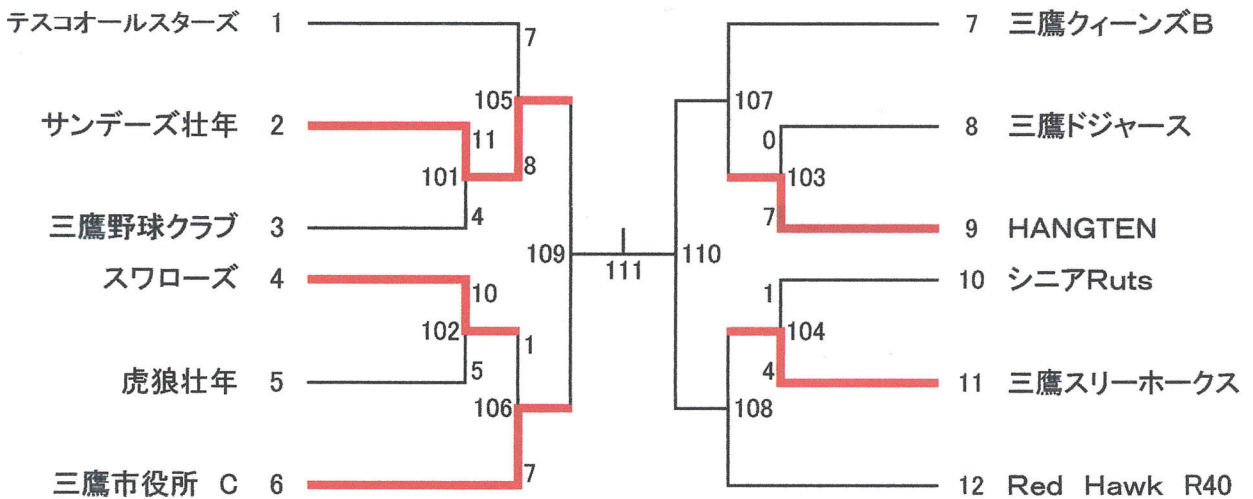 テスコオールスターズ 1
7
105
サンデーズ壮年 2
11
101
8
4
三鷹野球クラブ 3
スワローズ 4
10
102
1
5
虎狼壮年 5
106
7
三鷹市役所 C 6
109
111
110
7 三鷹クィーンズB
107
0
8 三鷹ドジャース
103
7
9 HANGTEN
10 シニアRuts
1
104
4
11 三鷹スリーホークス
108
12 Red Hawk R40